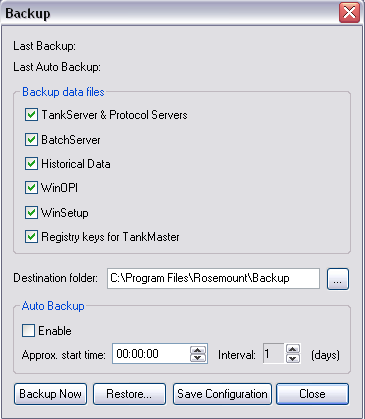 Backup
Last Backup:
Last Auto Backup:
Backup data files
TankServer & Protocol Servers
BatchServer
Historical Data
WinOPI
WinSetup
Registry keys for TankMaster
Destination folder: C:\Program Files\Rosemount\Backup ...
Auto Backup
Enable
Approx. start time: 00:00:00 Interval: 1 (days)
Backup Now Restore... Save Configuration Close